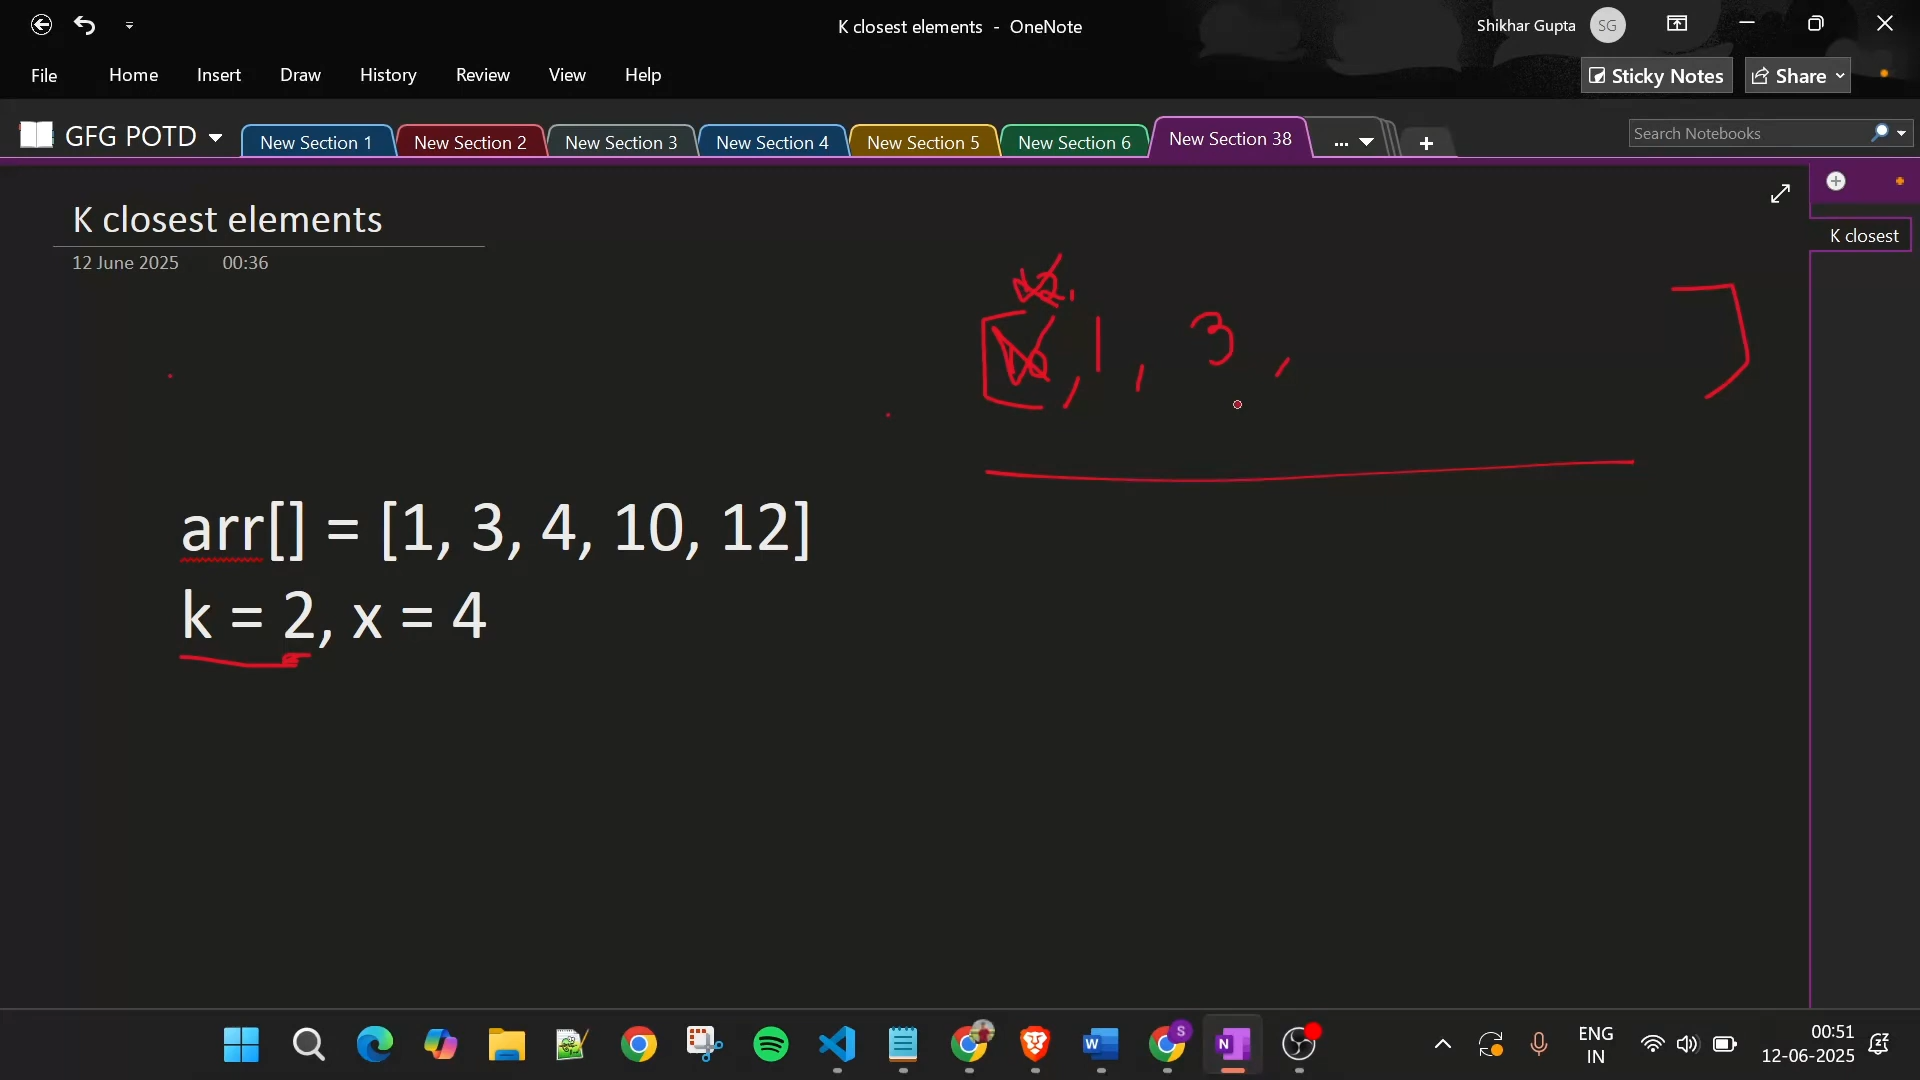 K closest elements - OneNote
Shikhar Gupta SG
File Home Insert Draw History Review View Help
Sticky Notes Share
GFG POTD New Section 1 New Section 2 New Section 3 New Section 4 New Section 5 New Section 6 New Section 38 ... + Search Notebooks
K closest elements
12 June 2025 00:36
K closest
1, 3,
arr[] = [1, 3, 4, 10, 12]
k = 2, x = 4
ENG
IN
00:51
12-06-2025